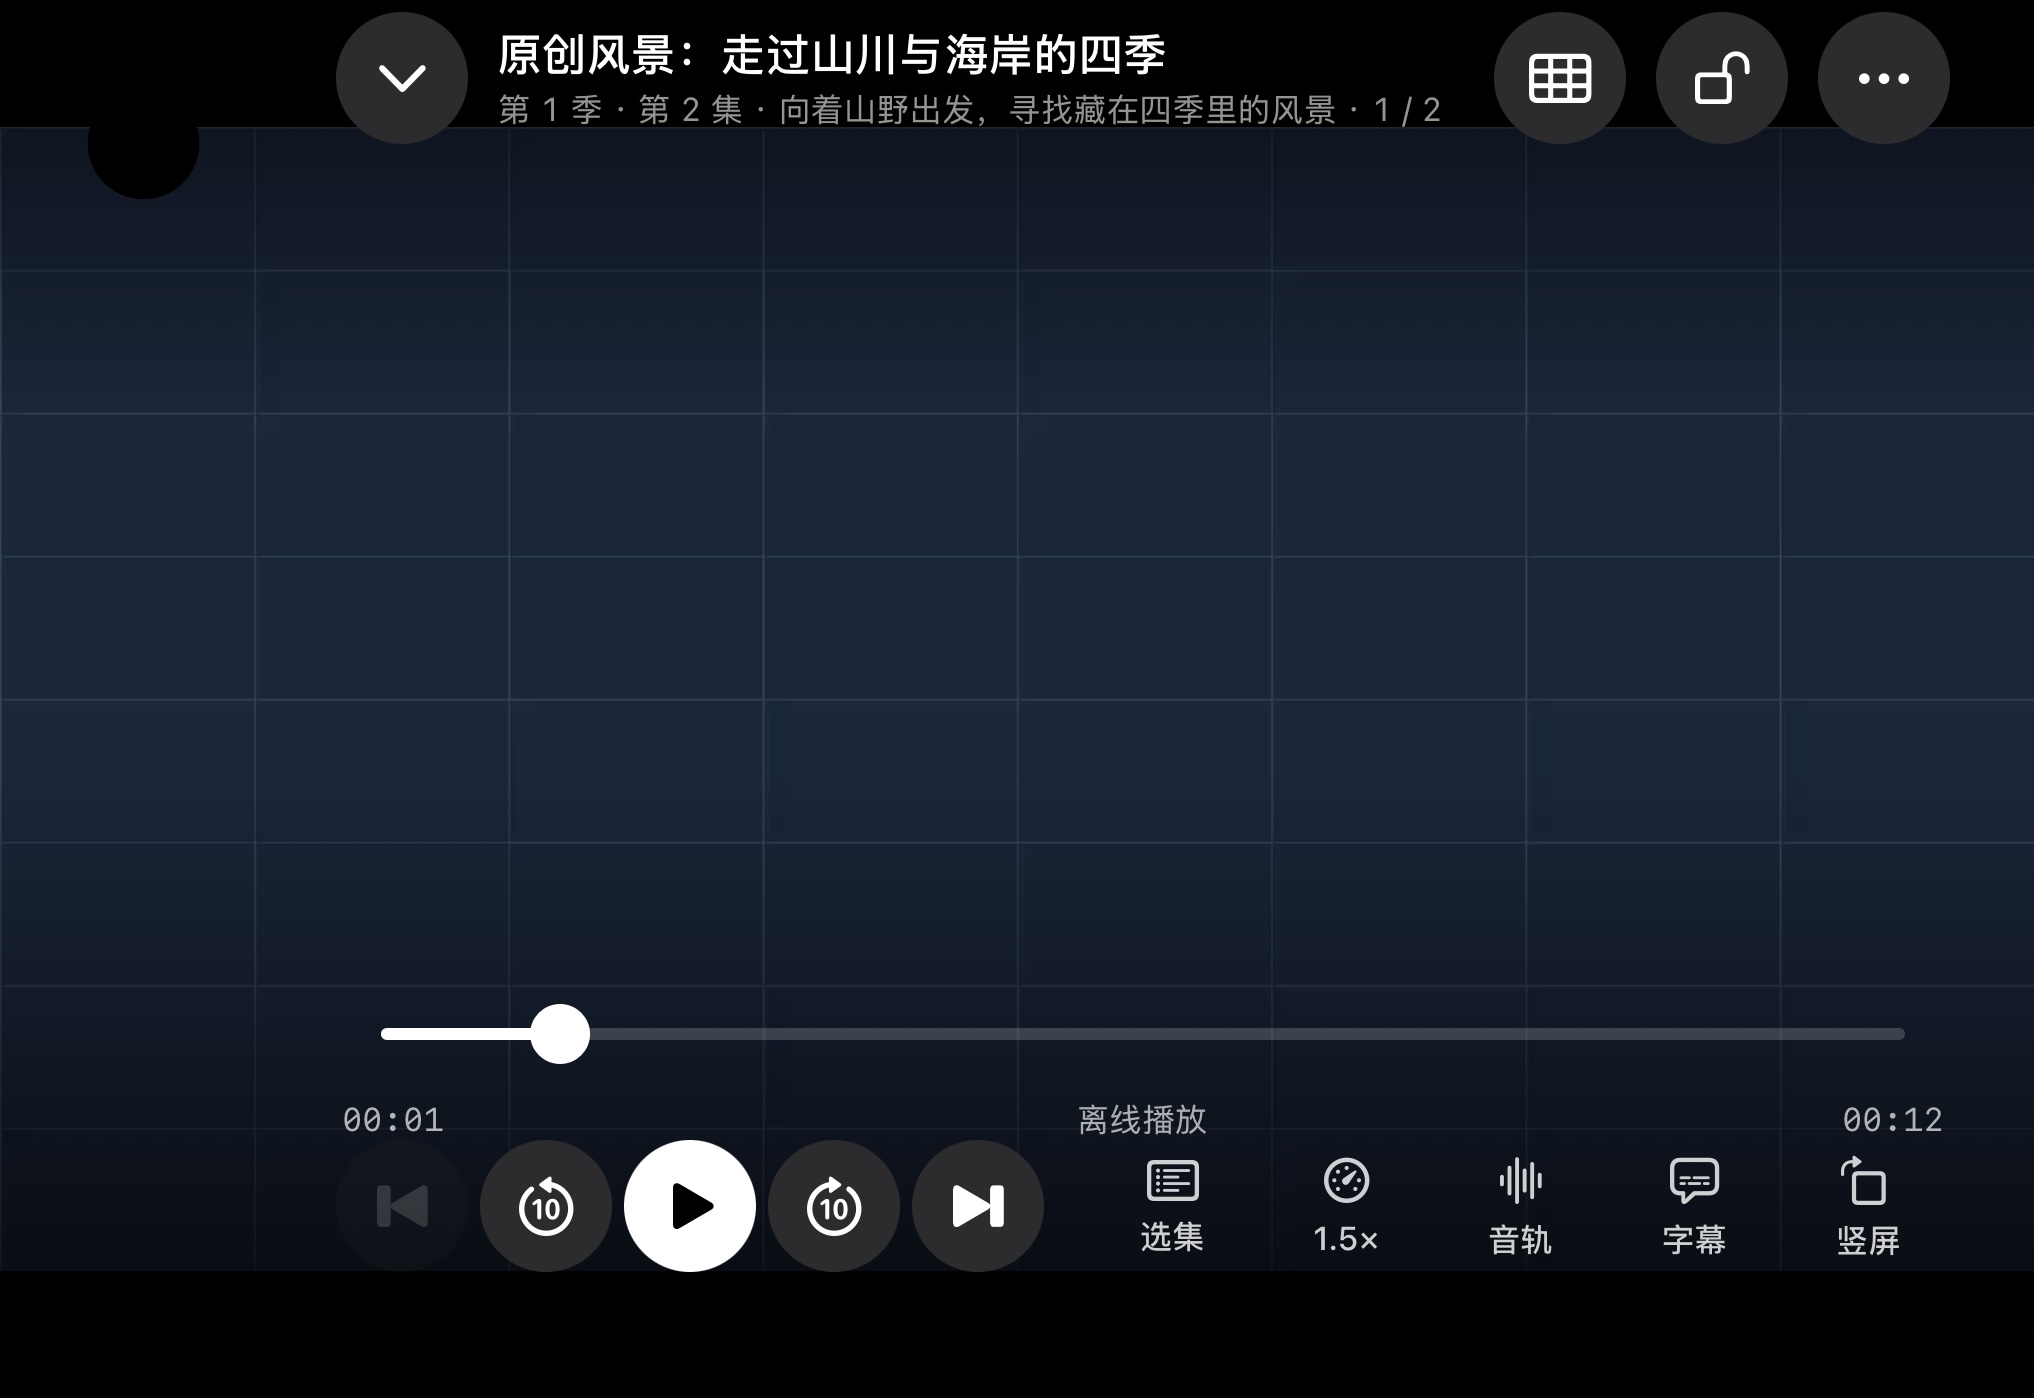 原创风景：走过山川与海岸的四季
第 1 季 · 第 2 集 · 向着山野出发，寻找藏在四季里的风景 · 1 / 2
00:01
离线播放
00:12
10
10
选集
1.5×
音轨
字幕
竖屏